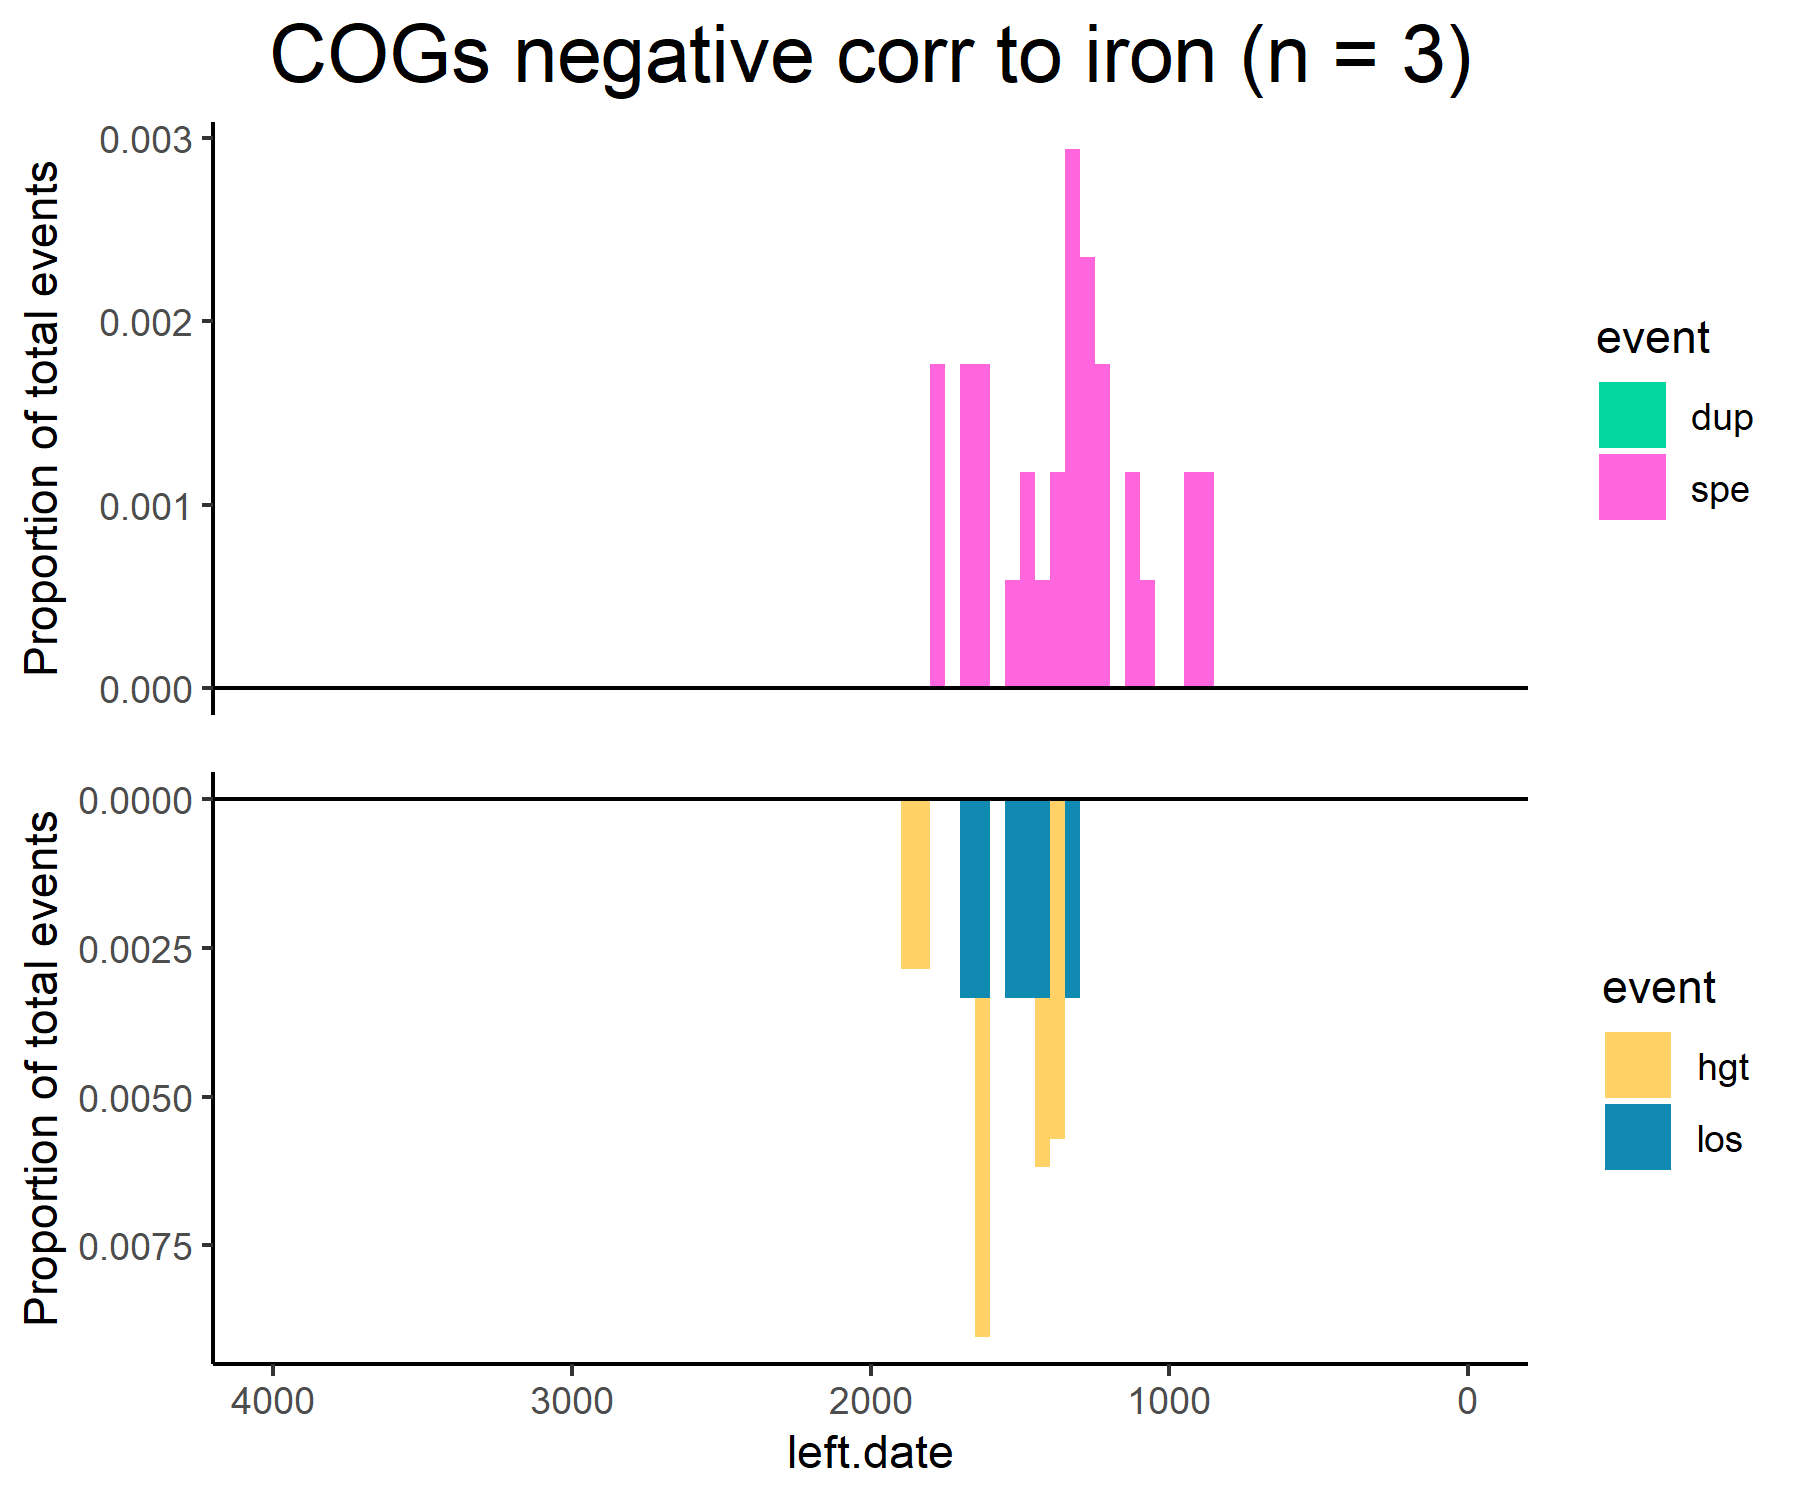 COGs negative corr to iron (n = 3)
Proportion of total events
0.003
0.002
0.001
0.000
event
dup
spe
Proportion of total events
0.0000
0.0025
0.0050
0.0075
event
hgt
los
4000 3000 2000 1000 0
left.date